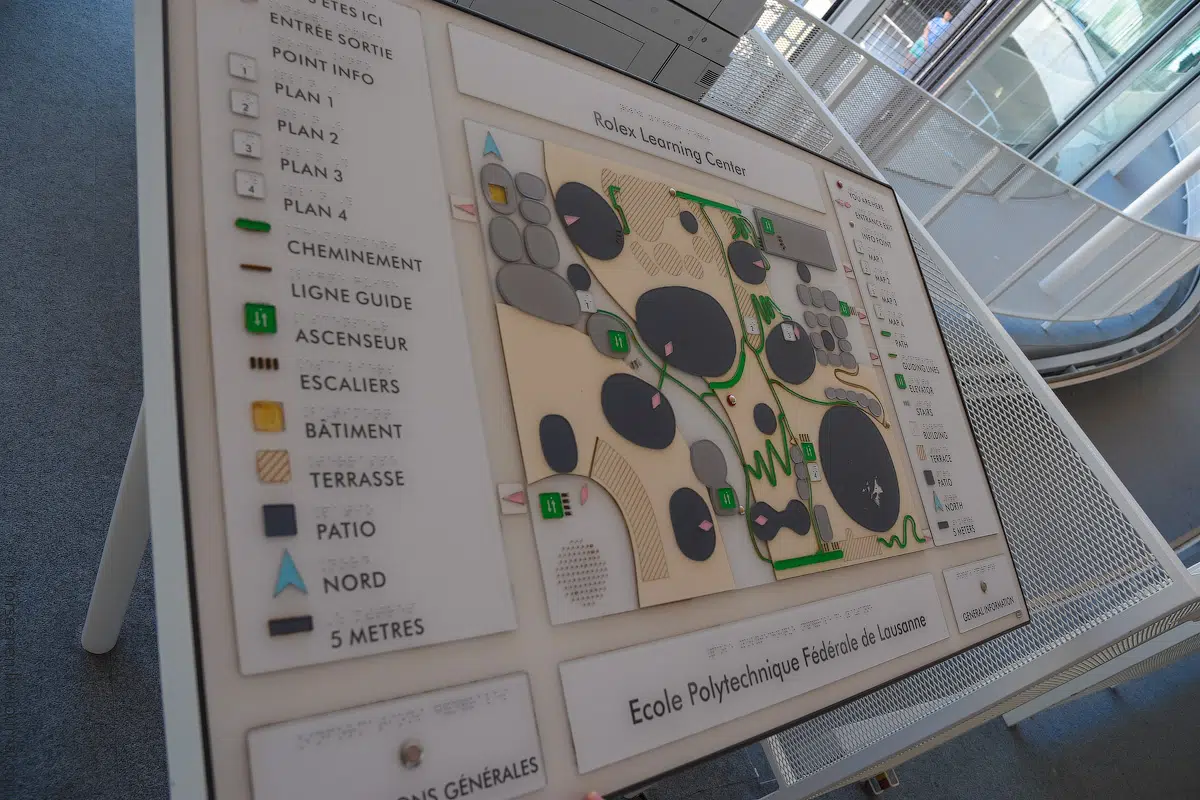 ÊTES ICI
ENTRÉE SORTIE
POINT INFO
1 PLAN 1
2 PLAN 2
3 PLAN 3
4 PLAN 4
CHEMINEMENT
LIGNE GUIDE
ASCENSEUR
ESCALIERS
BÂTIMENT
TERRASSE
PATIO
NORD
5 METRES
GÉNÉRALES
Rolex Learning Center
Ecole Polytechnique Fédérale de Lausanne
YOU ARE HERE
ENTRANCE EXIT
INFO POINT
MAP 1
MAP 2
MAP 3
MAP 4
PATH
GUIDING LINES
ELEVATOR
STAIRS
BUILDING
TERRACE
PATIO
NORTH
5 METERS
GENERAL INFORMATION